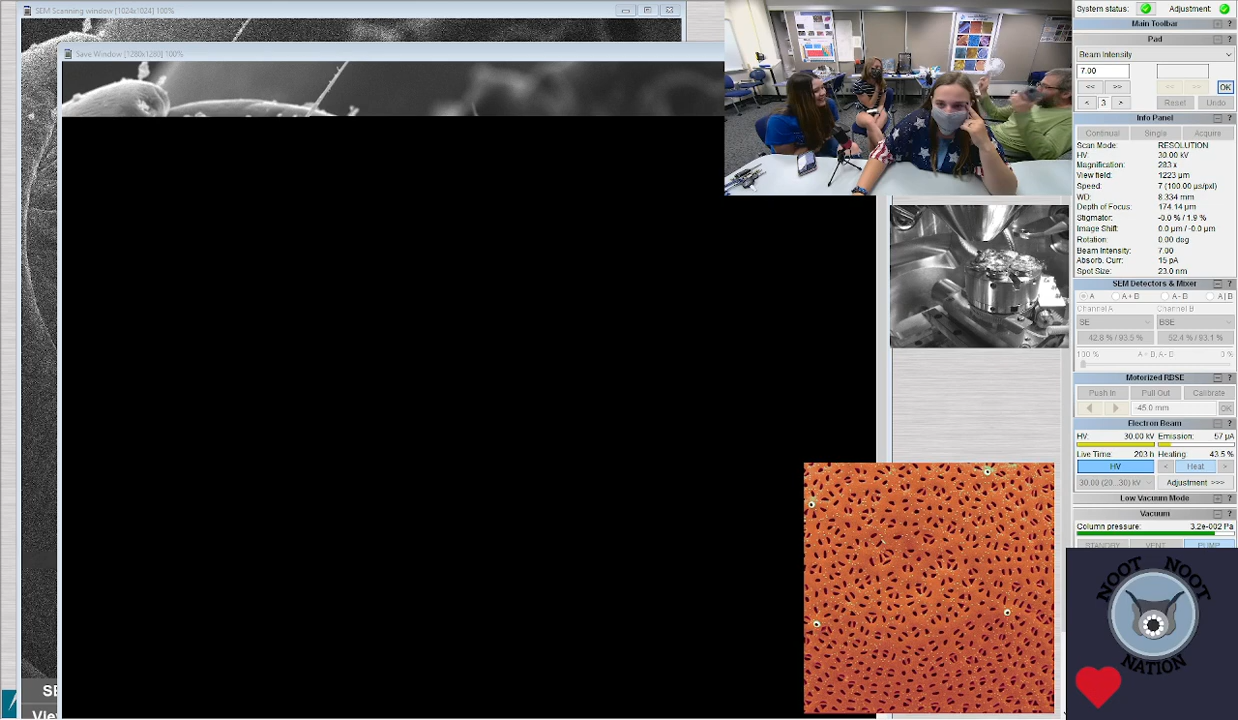 SEM Scanning window [1024x1024] 100%
Save Window [1280x1280] 100%
System status:
Adjustment:
Main Toolbar
Pad
Beam Intensity
7.00
<<
>>
<<
>>
OK
<
3
>
Reset
Undo
Info Panel
Continual
Single
Acquire
Scan Mode: RESOLUTION
HV: 30.00 kV
Magnification: 283 x
View field: 1223 µm
Speed: 7 (100.00 µs/pxl)
WD: 8.334 mm
Depth of Focus: 174.14 µm
Stigmator: -0.0 % / 1.9 %
Image Shift: 0.0 µm / -0.0 µm
Rotation: 0.00 deg
Beam Intensity: 7.00
Absorb. Curr: 15 pA
Spot Size: 23.0 nm
SEM Detectors & Mixer
A
A + B
A - B
A | B
Channel A
Channel B
SE
BSE
42.8 % / 93.5 %
52.4 % / 93.1 %
100 %
A + B, A - B
0 %
Motorized RBSE
Push In
Pull Out
Calibrate
-45.0 mm
OK
Electron Beam
HV: 30.00 kV Emission: 57 µA
Live Time: 203 h Heating: 43.5 %
HV
<
Heat
>
30.00 (20...30) kV
Adjustment >>>
Low Vacuum Mode
Vacuum
Column pressure: 3.2e-002 Pa
STANDBY
VENT
PUMP
NOOT NOOT
NATION
SE
Vie